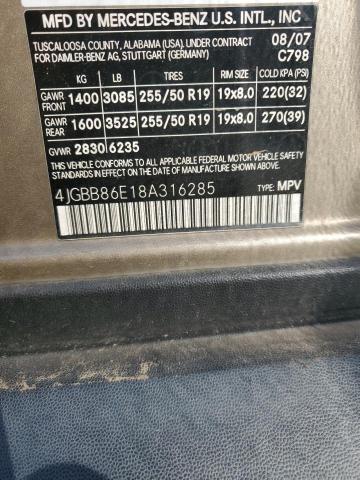 MFD BY MERCEDES-BENZ U.S. INTL., INC
TUSCALOOSA COUNTY, ALABAMA (USA), UNDER CONTRACT 08/07
FOR DAIMLER-BENZ AG, STUTTGART (GERMANY) C798
KG LB TIRES RIMS COLD KPA (PSI)
GAWR FRONT 1400 3085 255/50 R19 19x8.0 220(32)
GAWR REAR 1600 3525 255/50 R19 19x8.0 270(39)
GVWR 2830 6235
THIS VEHICLE CONFORMS TO ALL APPLICABLE U.S. FEDERAL MOTOR VEHICLE SAFETY
STANDARDS IN EFFECT ON THE DATE OF MANUFACTURE SHOWN ABOVE
4JGBB86E18A316285 TYPE: MPV